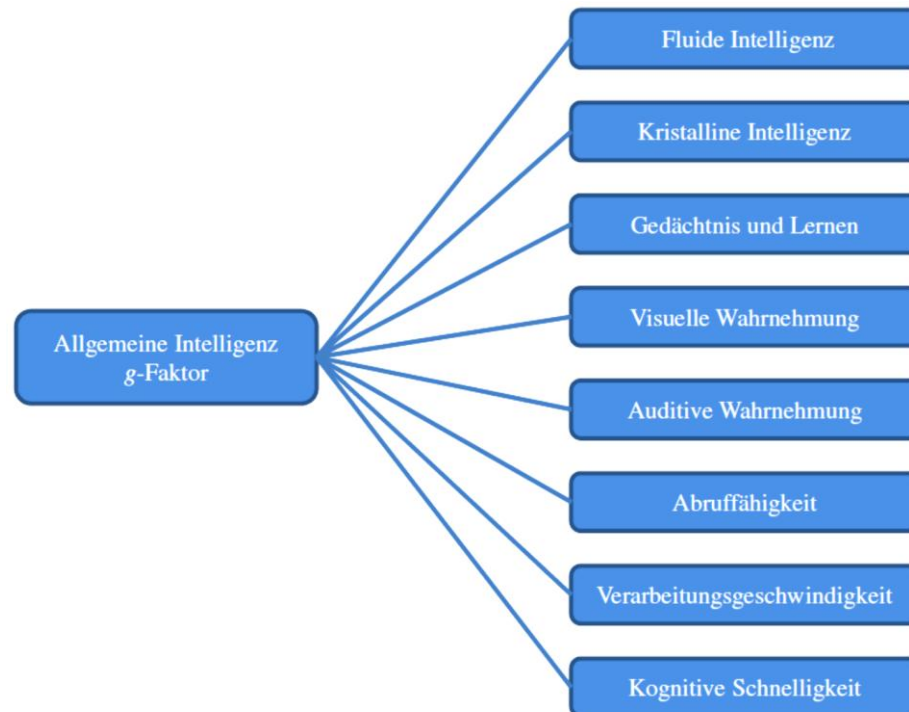 Fluide Intelligenz
Kristalline Intelligenz
Gedächtnis und Lernen
Visuelle Wahrnehmung
Allgemeine Intelligenz
g-Faktor
Auditive Wahrnehmung
Abruffähigkeit
Verarbeitungsgeschwindigkeit
Kognitive Schnelligkeit